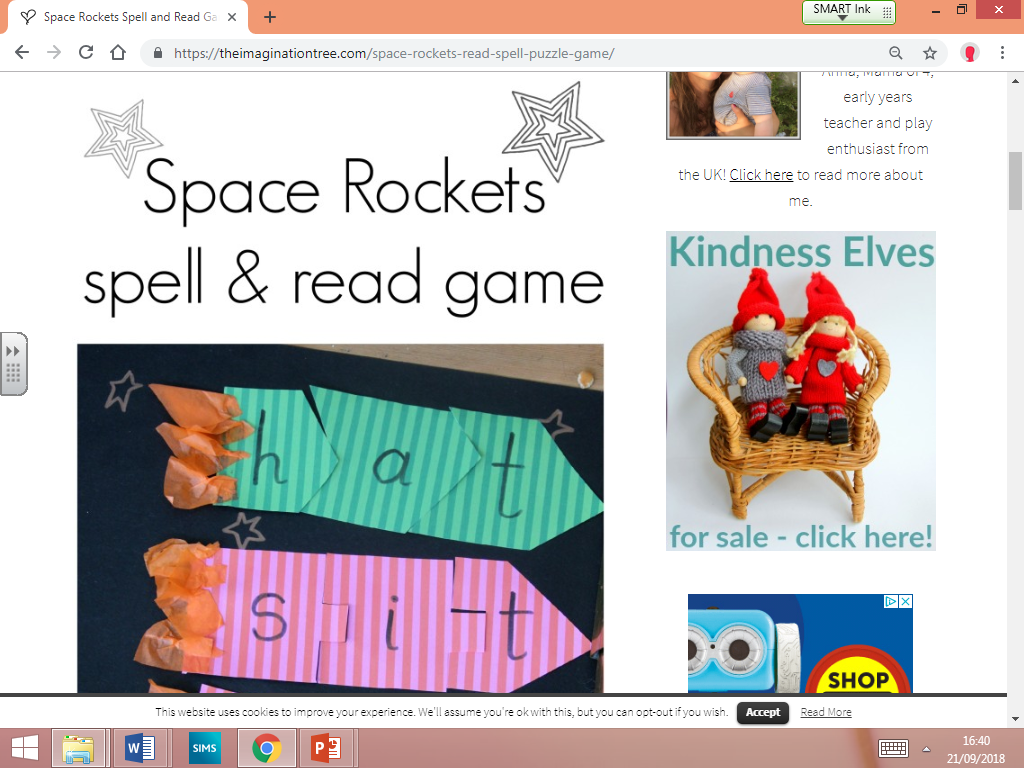 Space Rockets Spell and Read Ga
SMART Ink
https://theimaginationtree.com/space-rockets-read-spell-puzzle-game/
Space Rockets
spell & read game
h a t
s i t
Anna, Mama of 4,
early years
teacher and play
enthusiast from
the UK! Click here to read more about
me.
Kindness Elves
for sale - click here!
SHOP
This website uses cookies to improve your experience. We'll assume you're ok with this, but you can opt-out if you wish.
Accept
Read More
W
SIMS
P
16:40
21/09/2018